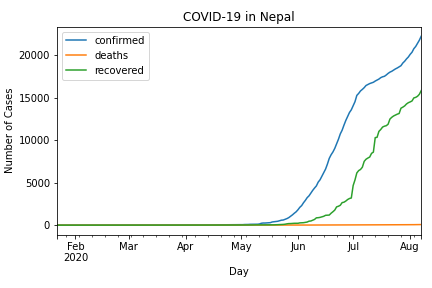 COVID-19 in Nepal
confirmed
deaths
recovered
Number of Cases
20000
15000
10000
5000
0
Feb Mar Apr May Jun Jul Aug
2020
Day